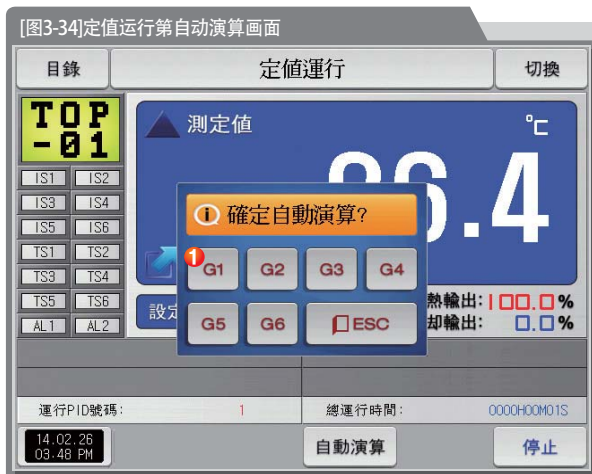 [图3-34]定值运行第自动演算画面
目錄 定值運行 切換
TOP
-01
測定值 ℃
IS1 IS2
IS3 IS4
IS5 IS6
TS1 TS2
TS3 TS4
TS5 TS6
AL1 AL2
6.4
確定自動演算?
1
G1 G2 G3 G4
G5 G6 ESC
設定
熱輸出: 100.0%
却輸出: 0.0%
運行PID號碼: 1 總運行時間: 0000H00M01S
14.02.26
03:48 PM
自動演算 停止